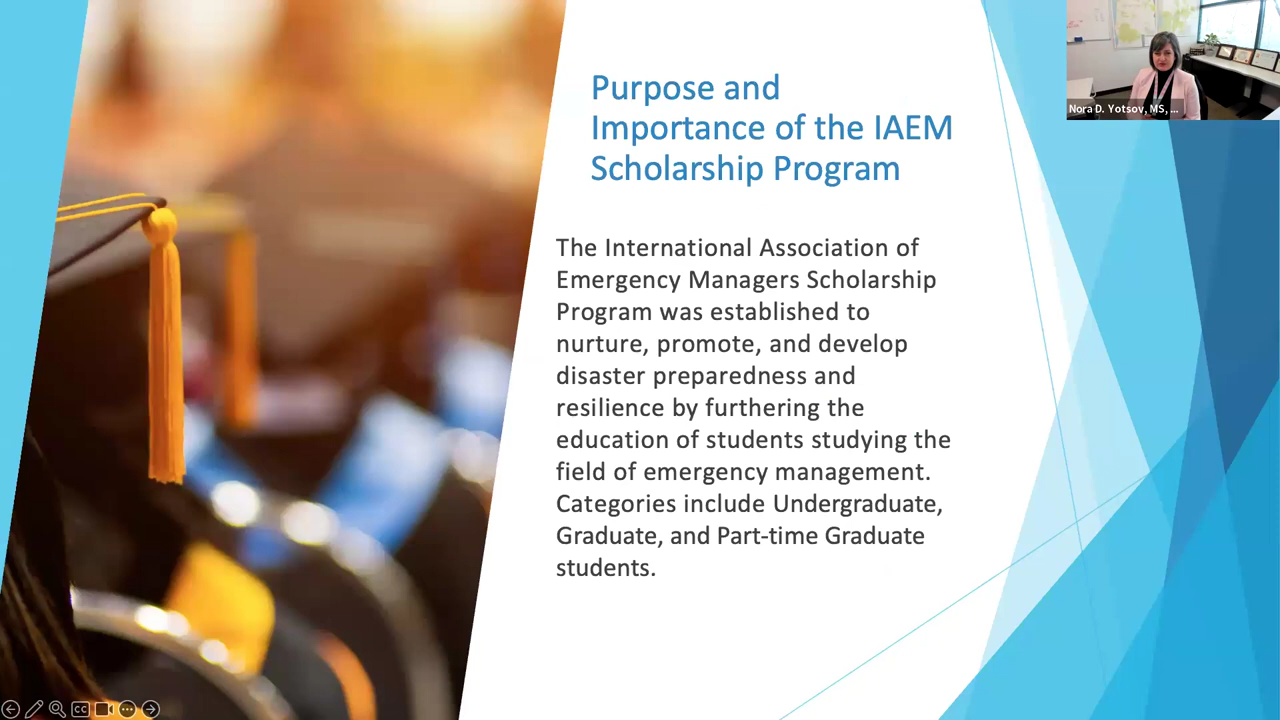 Purpose and
Importance of the IAEM
Scholarship Program
The International Association of
Emergency Managers Scholarship
Program was established to
nurture, promote, and develop
disaster preparedness and
resilience by furthering the
education of students studying the
field of emergency management.
Categories include Undergraduate,
Graduate, and Part-time Graduate
students.
Nora D. Yotsov, MS, ...
CC